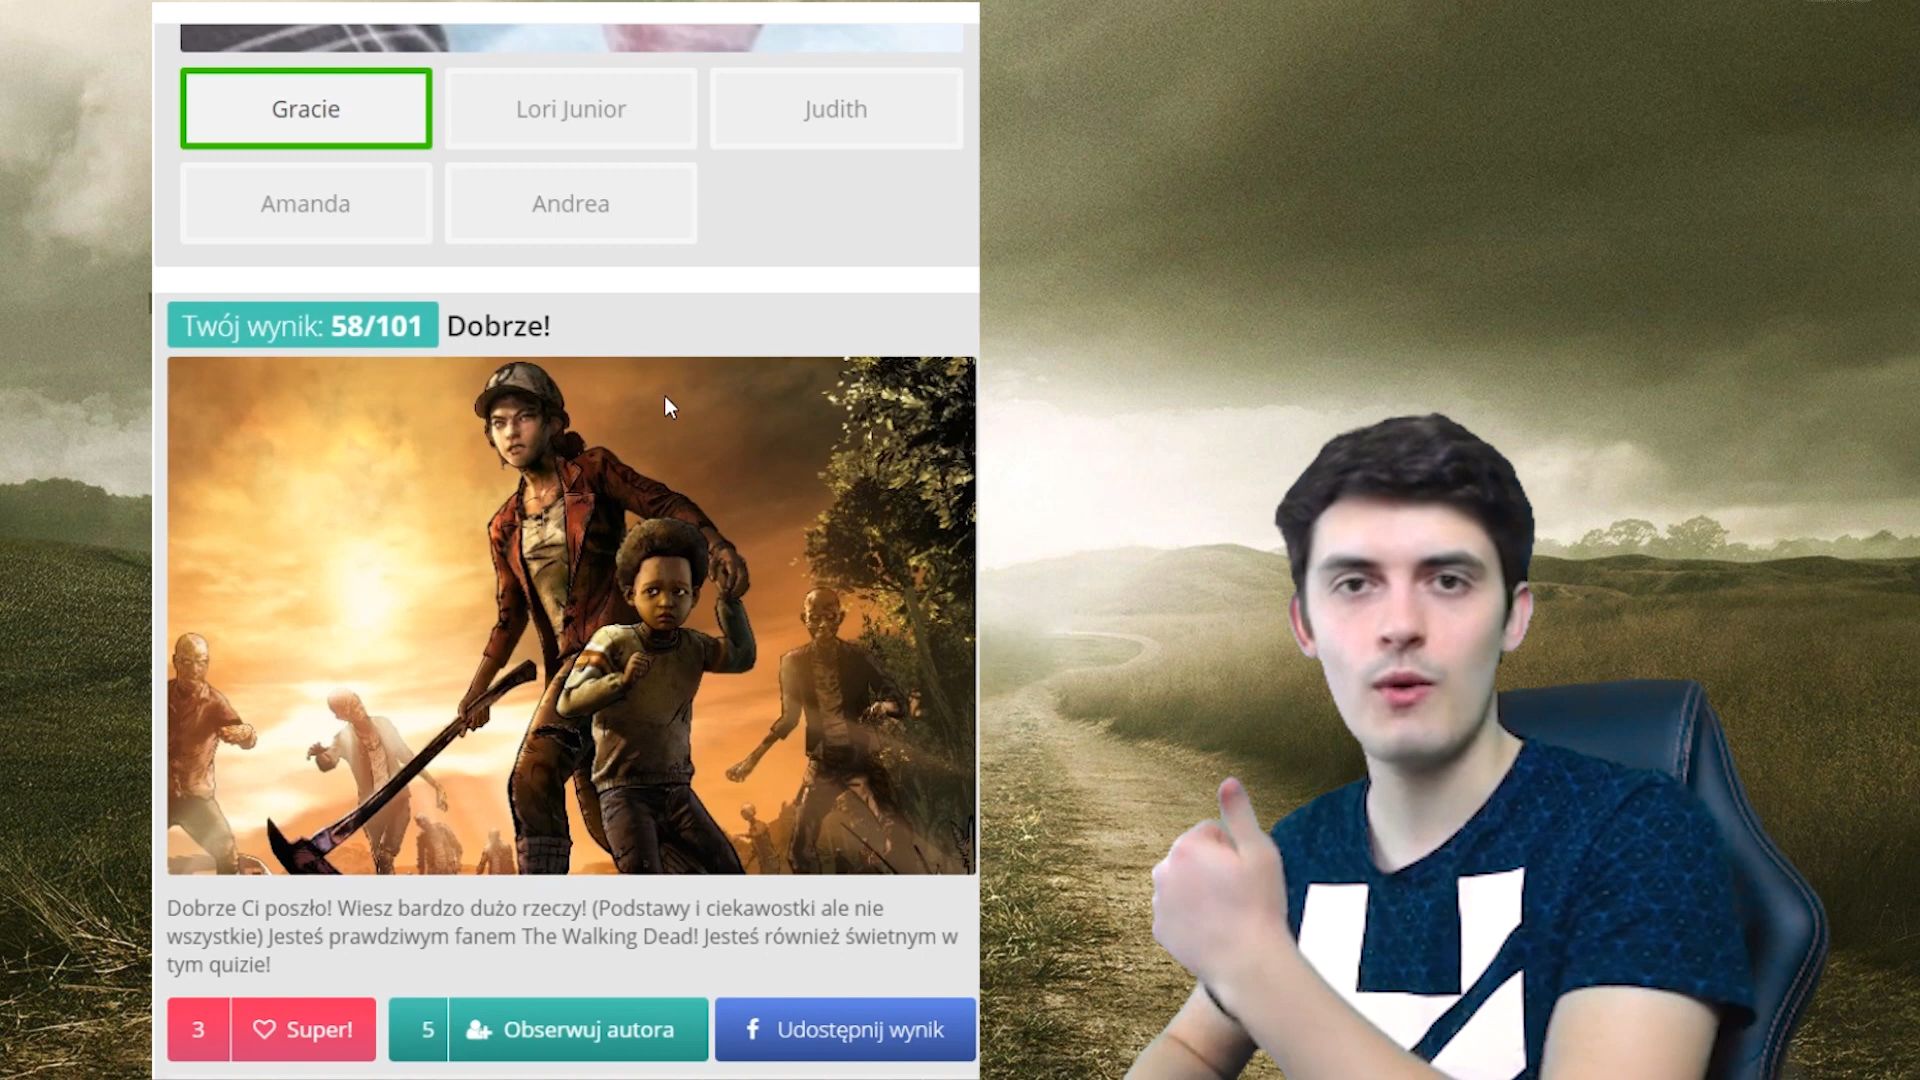 Gracie
Lori Junior
Judith
Amanda
Andrea
Twój wynik: 58/101 Dobrze!
Dobrze Ci poszło! Wiesz bardzo dużo rzeczy! (Podstawy i ciekawostki ale nie
wszystkie) Jesteś prawdziwym fanem The Walking Dead! Jesteś również świetnym w
tym quizie!
3 Super!
5 Obserwuj autora
Udostępnij wynik